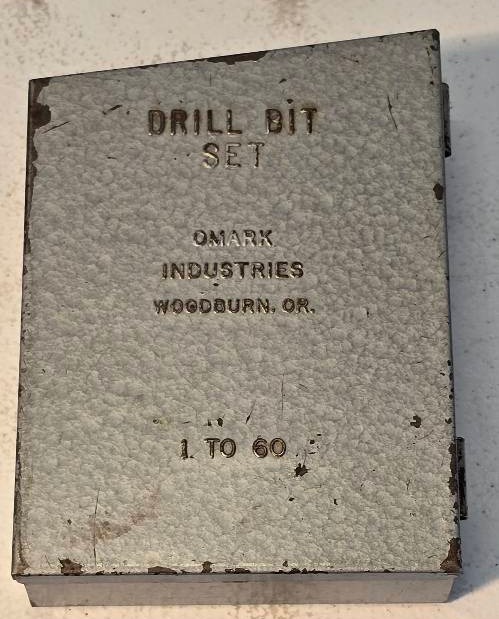 DRILL BIT
SET
OMARK
INDUSTRIES
WOODBURN, OR.
1 TO 60